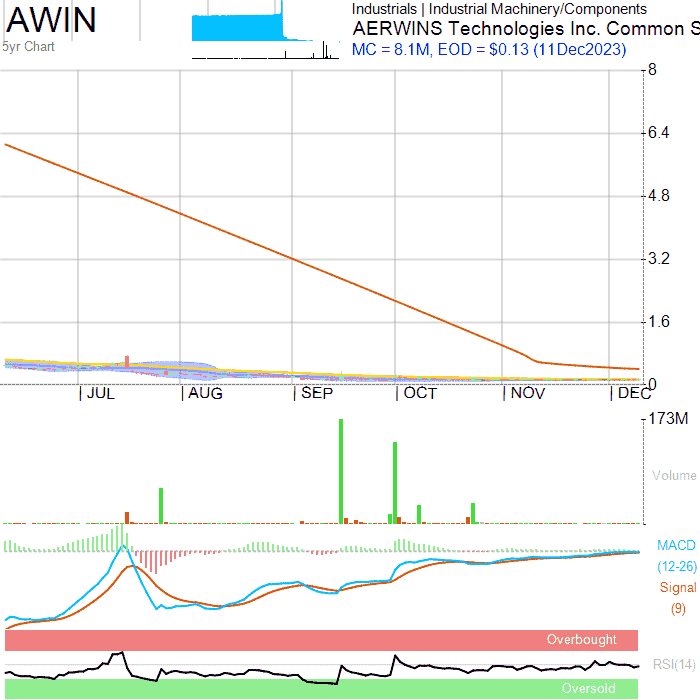 AWIN
5yr Chart
Industrials | Industrial Machinery/Components
AERWINS Technologies Inc. Common S
MC = 8.1M, EOD = $0.13 (11Dec2023)
8
6.4
4.8
3.2
1.6
0
| JUL | AUG | SEP | OCT | NOV | DEC
173M
Volume
MACD
(12-26)
Signal
(9)
Overbought
RSI(14)
Oversold